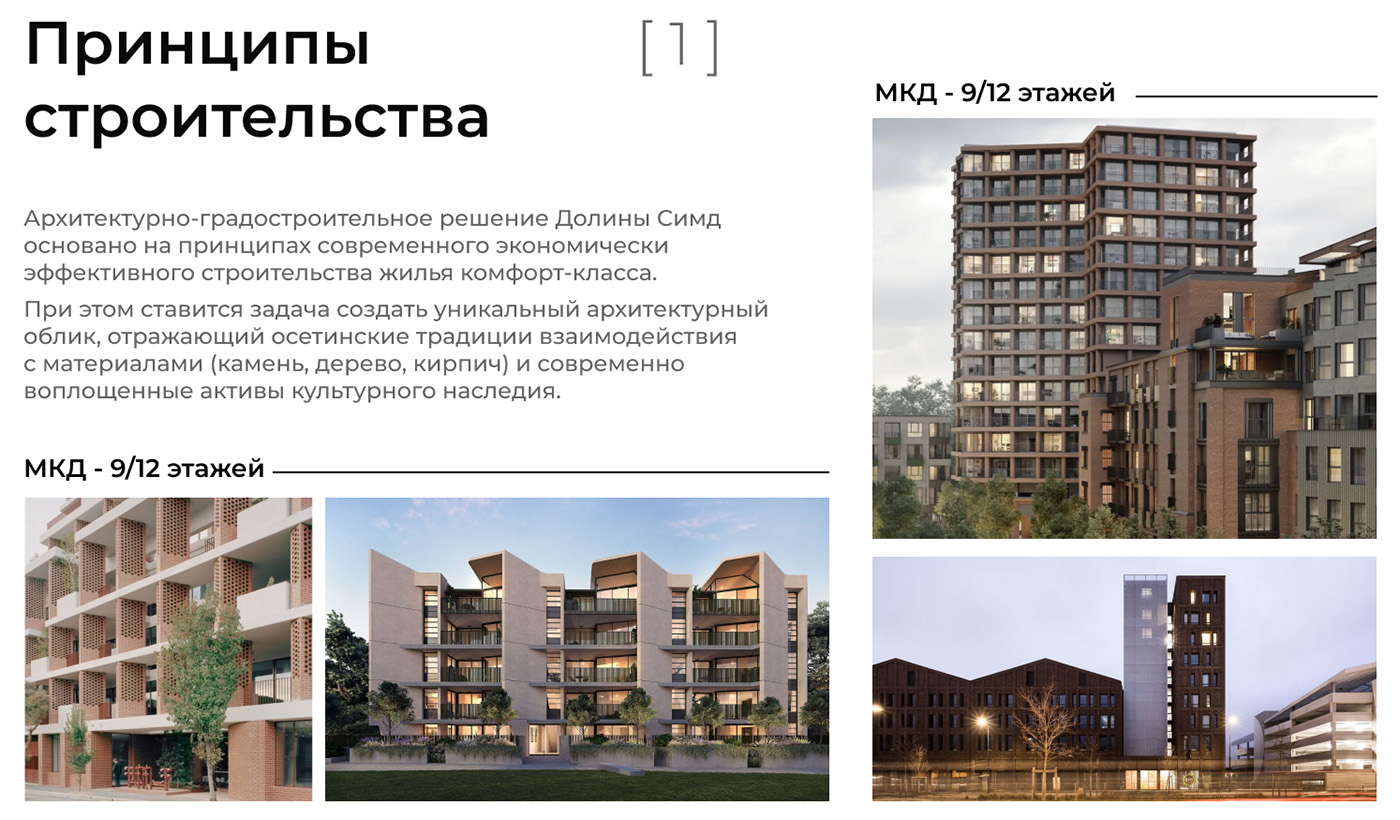 Принципы
строительства
[1]
Архитектурно-градостроительное решение Долины Симд
основано на принципах современного экономически
эффективного строительства жилья комфорт-класса.
При этом ставится задача создать уникальный архитектурный
облик, отражающий осетинские традиции взаимодействия
с материалами (камень, дерево, кирпич) и современно
воплощенные активы культурного наследия.
МКД - 9/12 этажей
МКД - 9/12 этажей